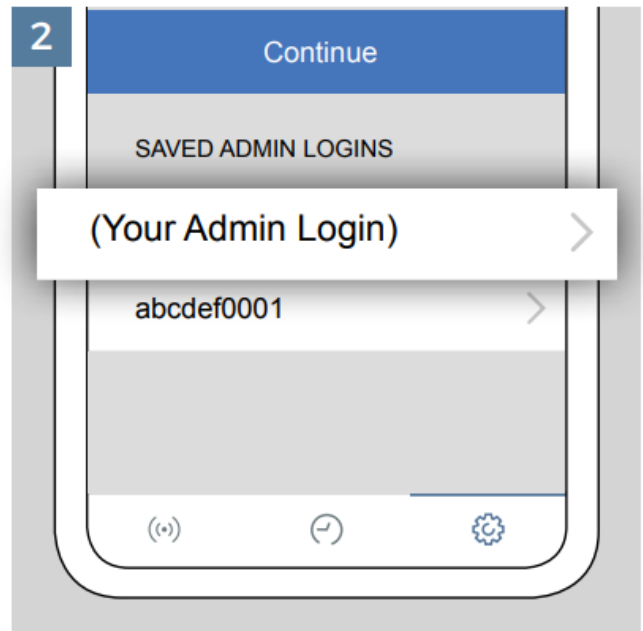 2
Continue
SAVED ADMIN LOGINS
(Your Admin Login)
abcdef0001